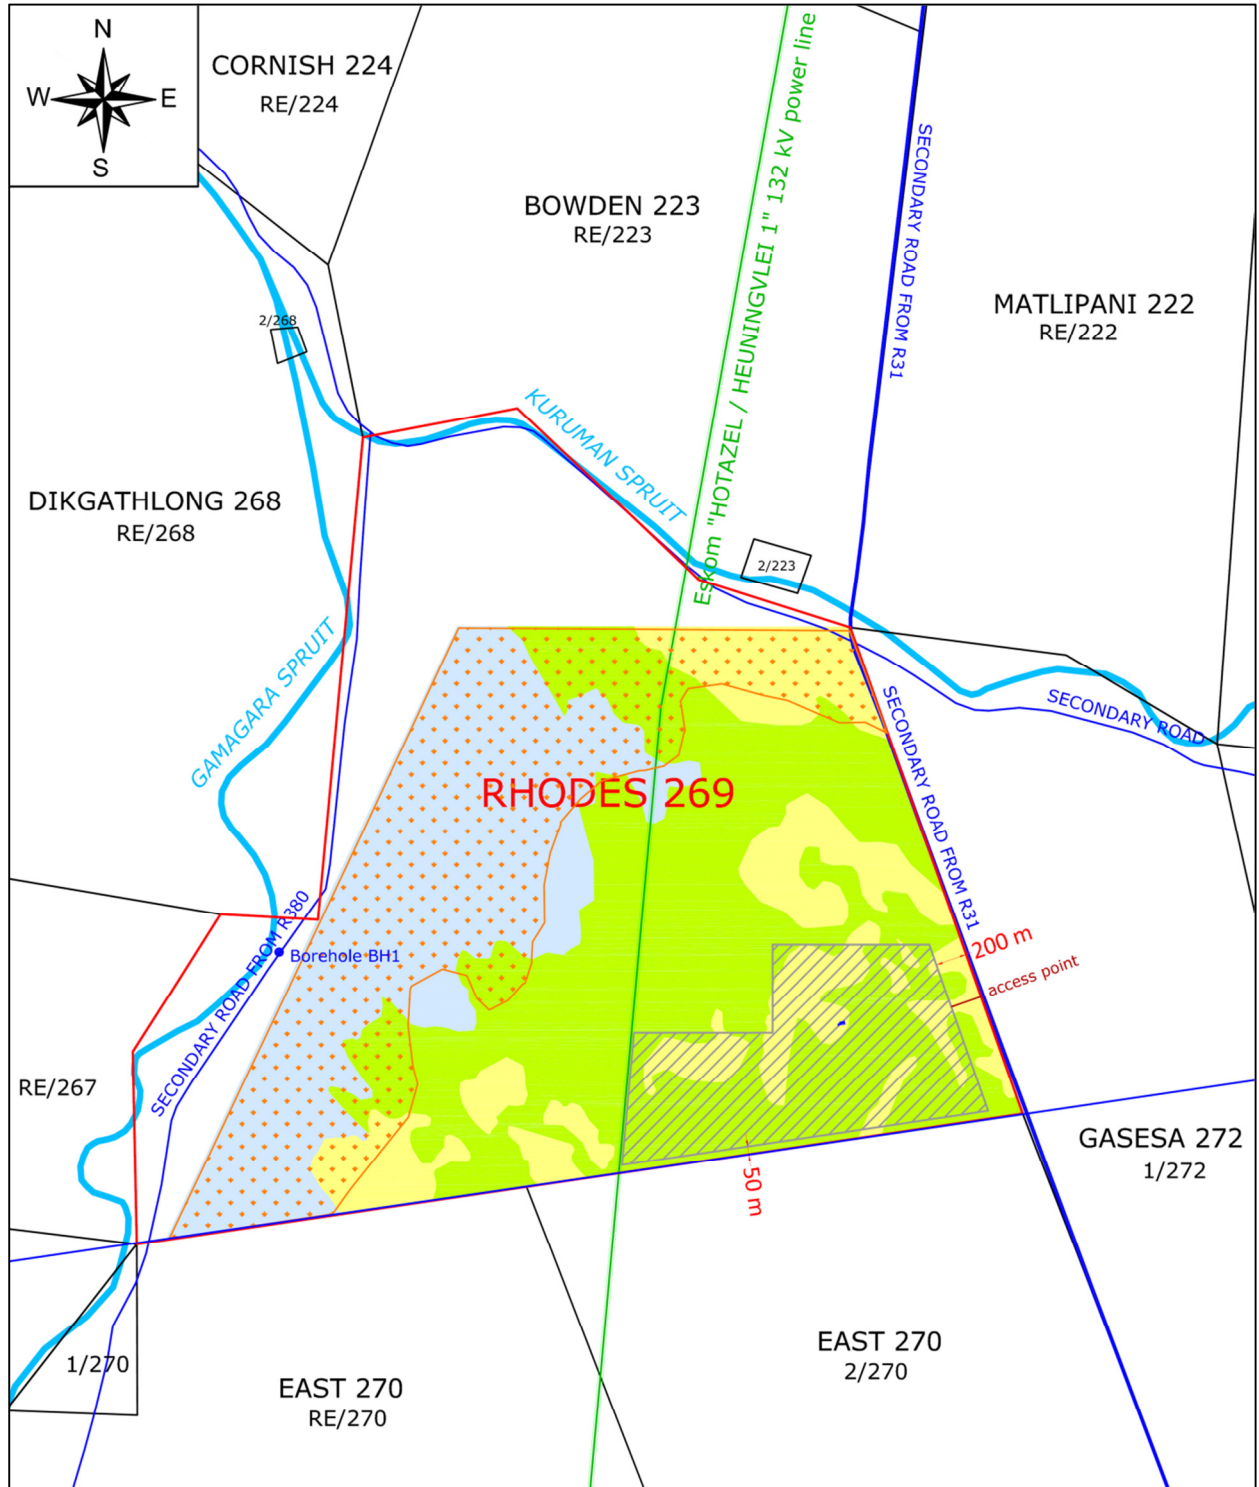 N
W E
S
CORNISH 224
RE/224
BOWDEN 223
RE/223
Eskom "HOTAZEL / HEUNINGVLEI 1" 132 kV power line
SECONDARY ROAD FROM R31
MATLIPANI 222
RE/222
2/268
KURUMAN SPRUIT
DIKGATHLONG 268
RE/268
2/223
GAMAGARA SPRUIT
SECONDARY ROAD
SECONDARY ROAD FROM R31
RHODES 269
SECONDARY ROAD FROM R380
Borehole BH1
200 m
access point
RE/267
GASESA 272
1/272
50 m
1/270
EAST 270
RE/270
EAST 270
2/270